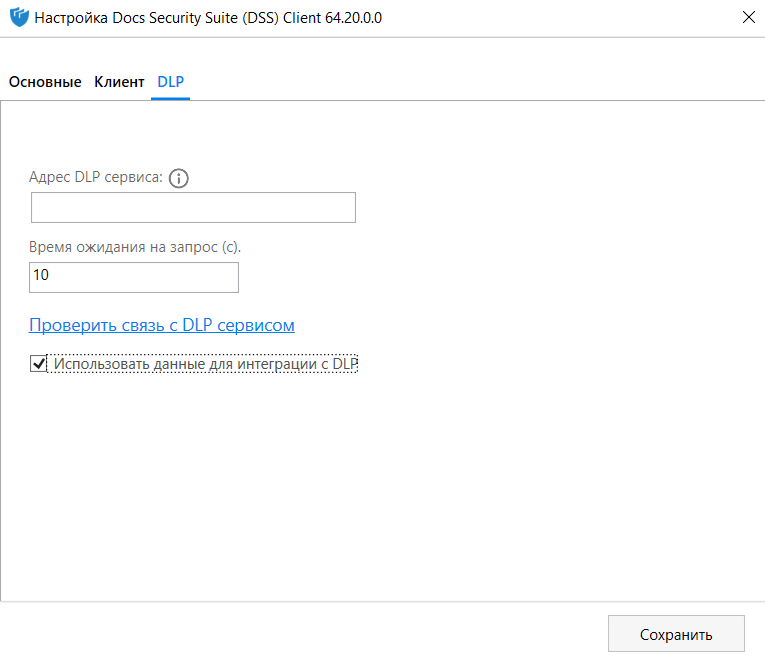 Настройка Docs Security Suite (DSS) Client 64.20.0.0
Основные Клиент DLP
Адрес DLP сервиса:
Время ожидания на запрос (с).
10
Проверить связь с DLP сервисом
Использовать данные для интеграции с DLP
Сохранить